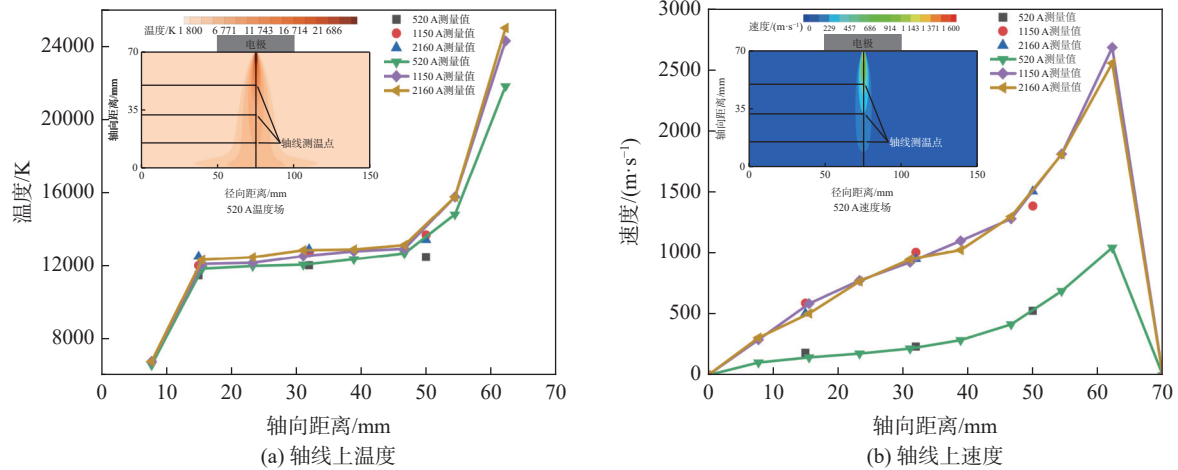 温度/K
1 800 6 771 11 743 16 714 21 686
电极
70
35
0
轴向距离/mm
轴线测温点
0 50 100 150
径向距离/mm
520 A温度场
520 A测量值
1150 A测量值
2160 A测量值
520 A测量值
1150 A测量值
2160 A测量值
24000
20000
16000
12000
8000
温度/K
0 10 20 30 40 50 60 70
轴向距离/mm
(a) 轴线上温度
速度/(m·s⁻¹)
0 229 457 686 914 1 143 1 371 1 600
电极
70
35
0
轴向距离/mm
轴线测温点
0 50 100 150
径向距离/mm
520 A速度场
520 A测量值
1150 A测量值
2160 A测量值
520 A测量值
1150 A测量值
2160 A测量值
3000
2500
2000
1500
1000
500
0
速度/(m·s⁻¹)
0 10 20 30 40 50 60 70
轴向距离/mm
(b) 轴线上速度